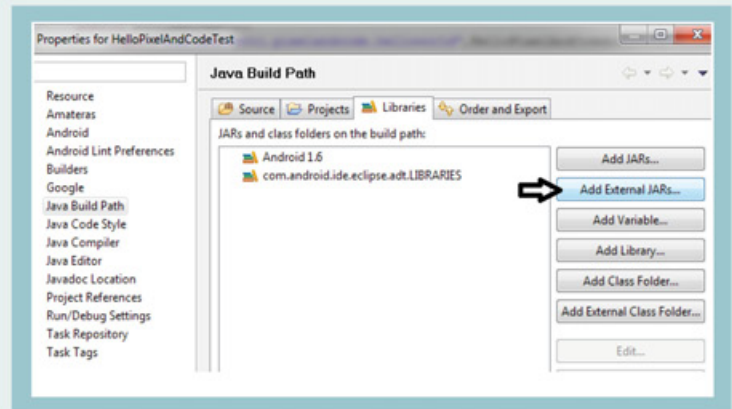 Properties for HelloPixelAndCodeTest
Java Build Path
Resource
Amateras
Android
Android Lint Preferences
Builders
Google
Java Build Path
Java Code Style
Java Compiler
Java Editor
Javadoc Location
Project References
Run/Debug Settings
Task Repository
Task Tags
Source Projects Libraries Order and Export
JARs and class folders on the build path:
Android 1.6
com.android.ide.eclipse.adt.LIBRARIES
Add JARs...
Add External JARs...
Add Variable...
Add Library...
Add Class Folder...
Add External Class Folder...
Edit...